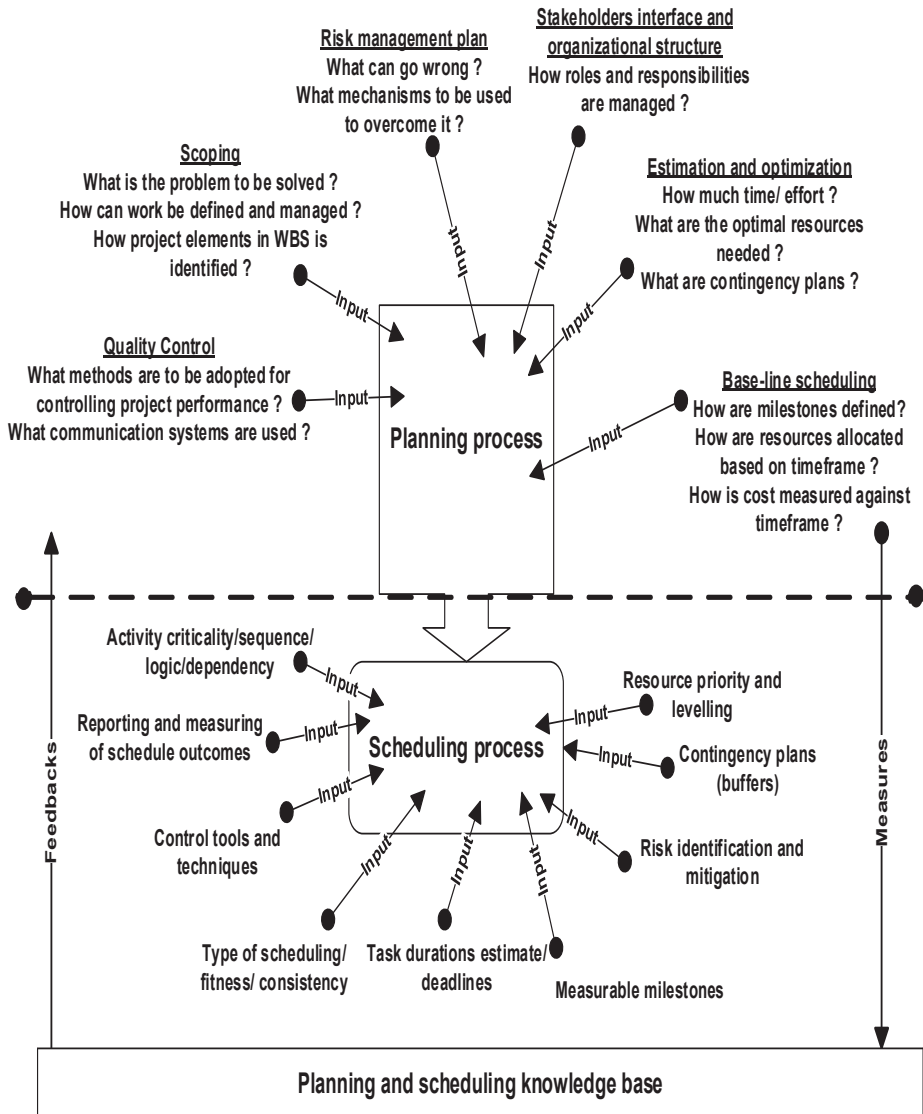 Stakeholders interface and
organizational structure
How roles and responsibilities
are managed ?
Risk management plan
What can go wrong ?
What mechanisms to be used
to overcome it ?
Scoping
What is the problem to be solved ?
How can work be defined and managed ?
How project elements in WBS is
identified ?
Estimation and optimization
How much time/ effort ?
What are the optimal resources
needed ?
What are contingency plans ?
Input
Input
Input
Input
Quality Control
What methods are to be adopted for
controlling project performance ?
What communication systems are used ?
Input
Base-line scheduling
How are milestones defined?
How are resources allocated
based on timeframe ?
How is cost measured against
timeframe ?
Input
Planning process
Activity criticality/sequence/
logic/dependency
Input
Resource priority and
levelling
Input
Reporting and measuring
of schedule outcomes
Input
Scheduling process
Contingency plans
(buffers)
Input
Control tools and
techniques
Input
Risk identification and
mitigation
Input
Type of scheduling/
fitness/ consistency
Input
Task durations estimate/
deadlines
Input
Measurable milestones
Input
Feedbacks
Measures
Planning and scheduling knowledge base